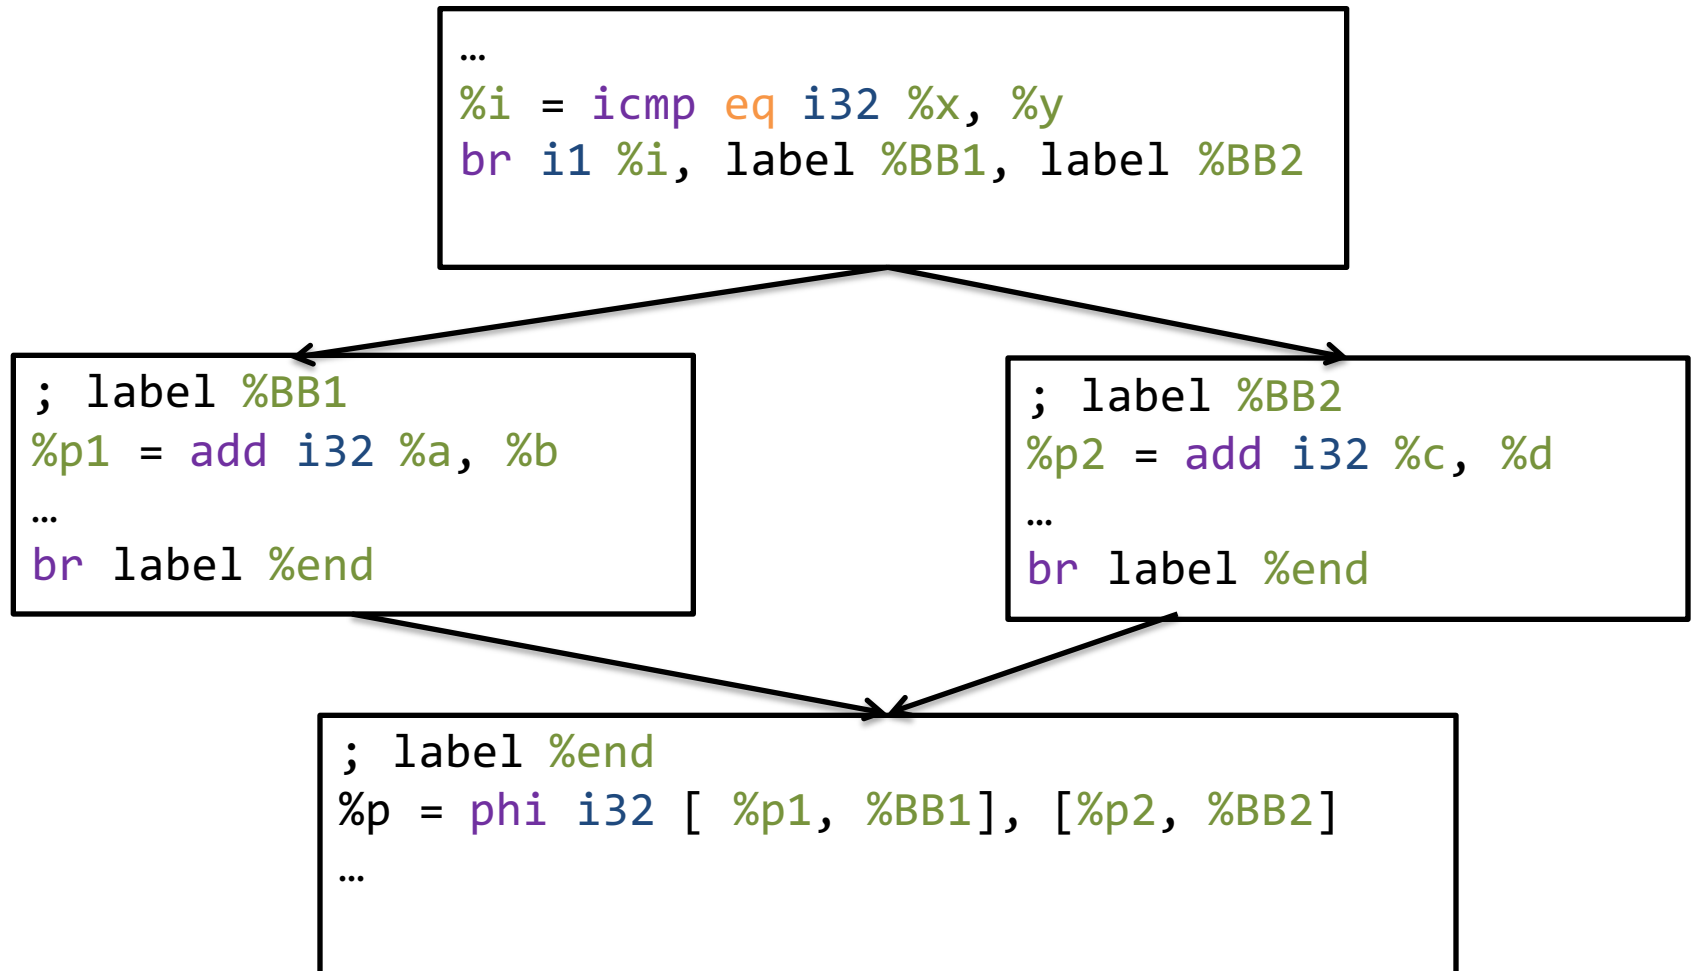 …
%i = icmp eq i32 %x, %y
br i1 %i, label %BB1, label %BB2
; label %BB1
%p1 = add i32 %a, %b
…
br label %end
; label %BB2
%p2 = add i32 %c, %d
…
br label %end
; label %end
%p = phi i32 [ %p1, %BB1], [%p2, %BB2]
…